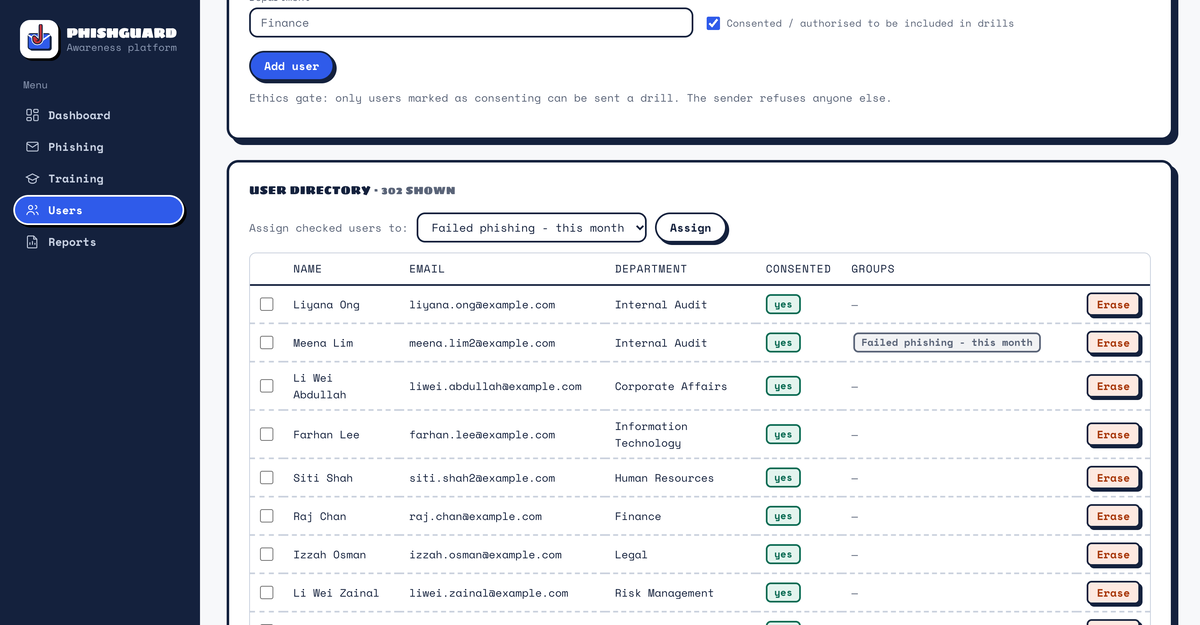 PHISHGUARD
Awareness platform
Menu
Dashboard
Phishing
Training
Users
Reports
Finance
Consented / authorised to be included in drills
Add user
Ethics gate: only users marked as consenting can be sent a drill. The sender refuses anyone else.
USER DIRECTORY · 302 SHOWN
Assign checked users to: Failed phishing - this month Assign
NAME EMAIL DEPARTMENT CONSENTED GROUPS
Liyana Ong liyana.ong@example.com Internal Audit yes — Erase
Meena Lim meena.lim2@example.com Internal Audit yes Failed phishing - this month Erase
Li Wei
Abdullah liwei.abdullah@example.com Corporate Affairs yes — Erase
Farhan Lee farhan.lee@example.com Information
Technology yes — Erase
Siti Shah siti.shah2@example.com Human Resources yes — Erase
Raj Chan raj.chan@example.com Finance yes — Erase
Izzah Osman izzah.osman@example.com Legal yes — Erase
Li Wei Zainal liwei.zainal@example.com Risk Management yes — Erase